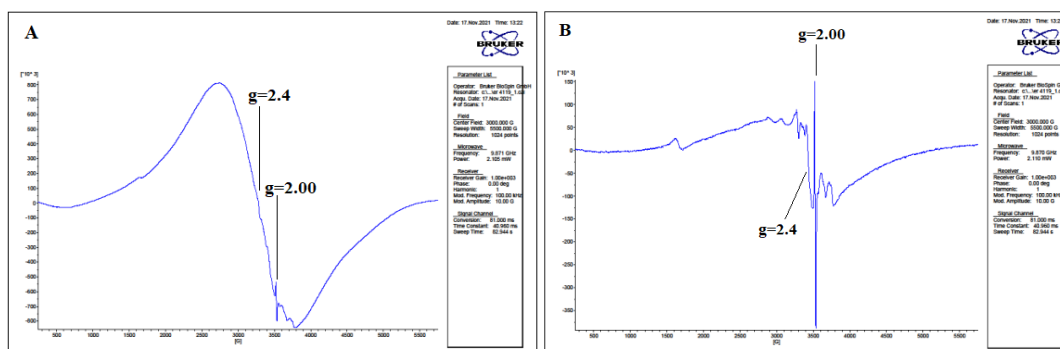 A
Date: 17.Nov.2021 Time: 13:22
BRUKER
[*10^ 3]
g=2.4
g=2.00
800
600
400
200
0
-200
-400
-600
-800
500 1000 1500 2000 2500 3000 3500 4000 4500 5000 5500
[G]
Parameter List
Operator: Bruker BioSpin GmbH
Acqu. Date: 17.Nov.2021
# of Scans: 1
Field
Center Field: 3000.000 G
Sweep Width: 5500.000 G
Resolution: 1024 points
Microwave
Frequency: 9.871 GHz
Power: 2.105 mW
Receiver
Receiver Gain: 1.00e+003
Phase: 0.00 deg
Harmonic: 1
Mod. Frequency: 100.00 kHz
Mod. Amplitude: 10.00 G
Signal Channel
Conversion: 81.000 ms
Time Constant: 40.960 ms
Sweep Time: 82.944 s
B
Date: 17.Nov.2021 Time: 13:2
BRUKER
[*10^ 3]
g=2.00
g=2.4
150
100
50
0
-50
-100
-150
-200
-250
-300
-350
500 1000 1500 2000 2500 3000 3500 4000 4500 5000 5500
[G]
Parameter List
Operator: Bruker BioSpin GmbH
Acqu. Date: 17.Nov.2021
# of Scans: 1
Field
Center Field: 3000.000 G
Sweep Width: 5500.000 G
Resolution: 1024 points
Microwave
Frequency: 9.870 GHz
Power: 2.110 mW
Receiver
Receiver Gain: 1.00e+003
Phase: 0.00 deg
Harmonic: 1
Mod. Frequency: 100.00 kHz
Mod. Amplitude: 10.00 G
Signal Channel
Conversion: 81.000 ms
Time Constant: 40.960 ms
Sweep Time: 82.944 s